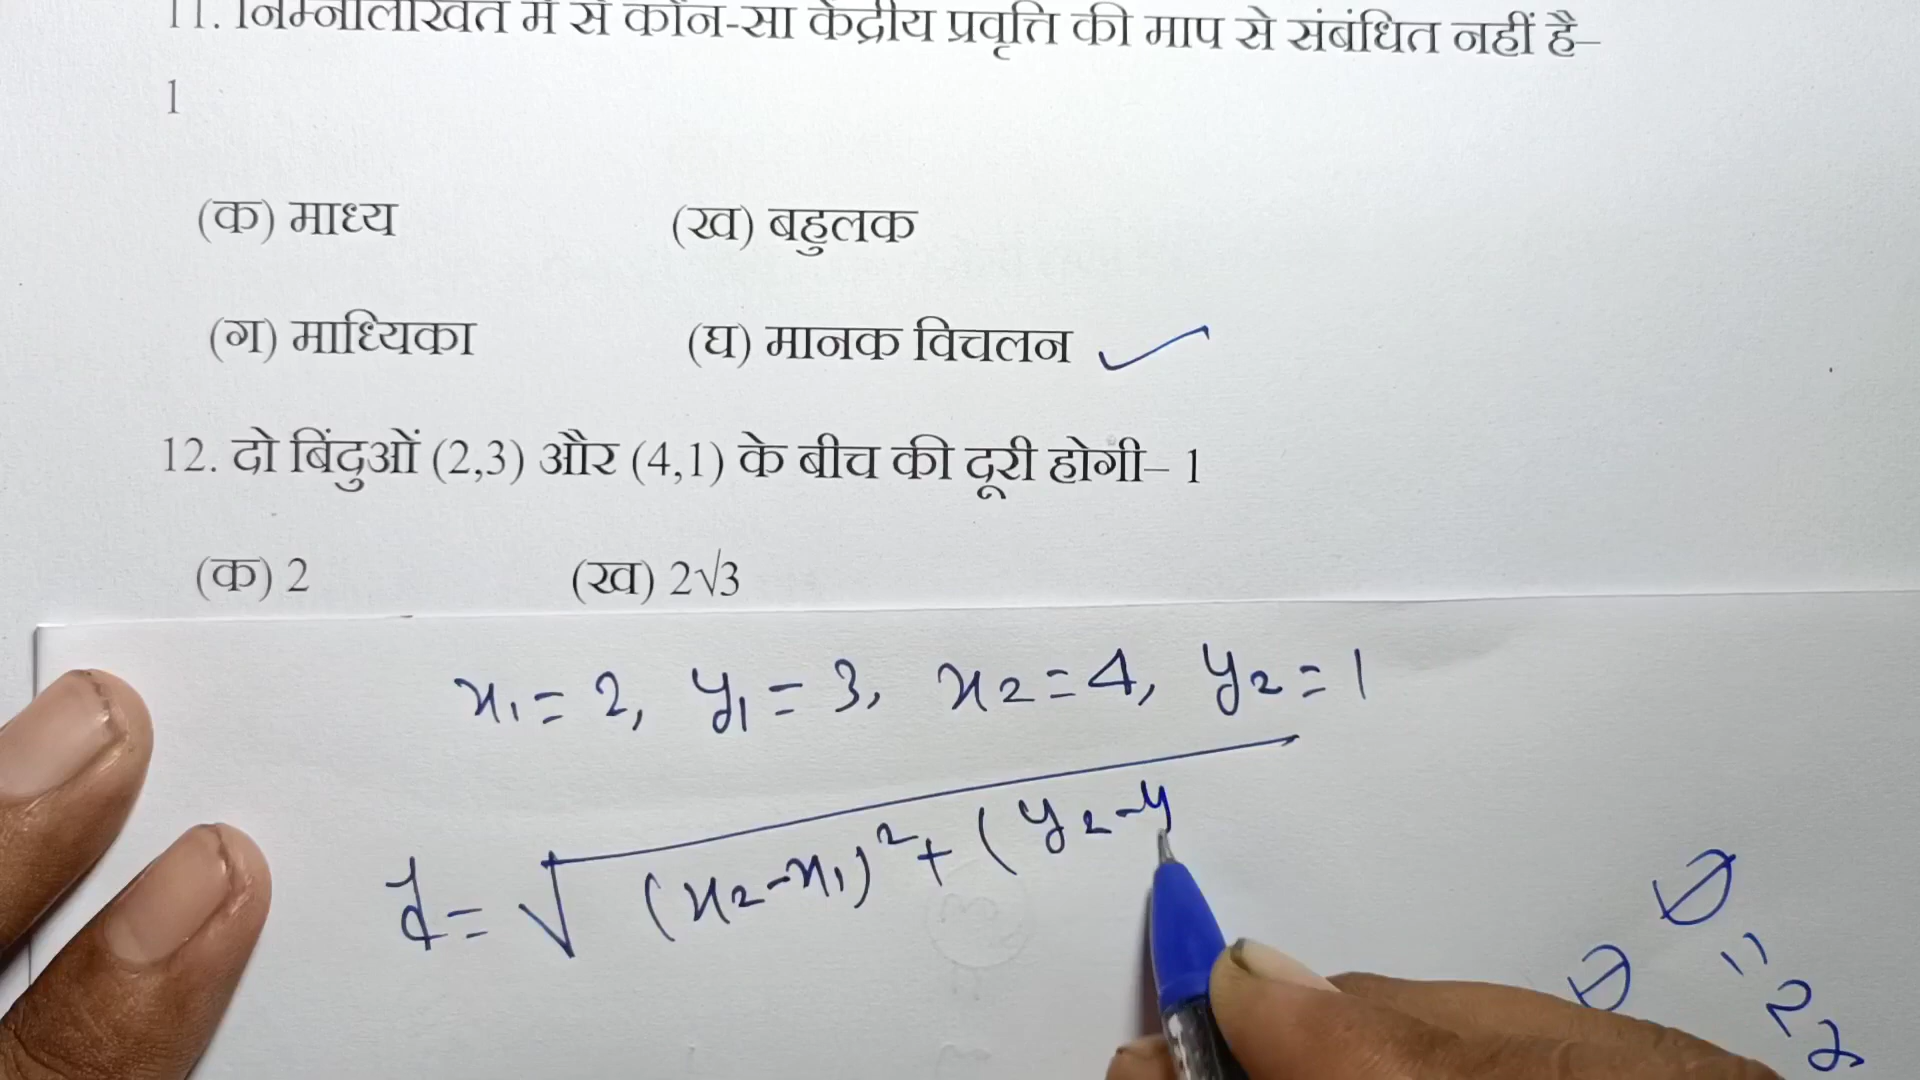 11. निम्नलिखित में से कौन-सा केंद्रीय प्रवृत्ति की माप से संबंधित नहीं है–
1
(क) माध्य (ख) बहुलक
(ग) माध्यिका (घ) मानक विचलन ✓
12. दो बिंदुओं (2,3) और (4,1) के बीच की दूरी होगी– 1
(क) 2 (ख) 2√3
x₁ = 2, y₁ = 3, x₂ = 4, y₂ = 1
d = √(x₂-x₁)² + (y₂-y